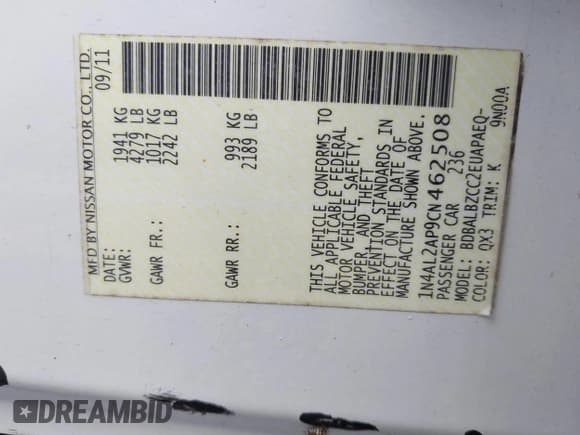 MFD BY NISSAN MOTOR CO., LTD.
DATE: 09/11
GVWR: 1941 KG
4279 LB
GAWR FR.: 1017 KG
2242 LB
GAWR RR.: 993 KG
2189 LB
THIS VEHICLE CONFORMS TO
ALL APPLICABLE FEDERAL
MOTOR VEHICLE SAFETY,
BUMPER, AND THEFT
PREVENTION STANDARDS IN
EFFECT ON THE DATE OF
MANUFACTURE SHOWN ABOVE.
1N4AL2AP9CN462508
PASSENGER CAR 236
MODEL: BDBALBZCC2EUAPAEQ-
COLOR: QX3 TRIM: K 9N00A
DREAMBID